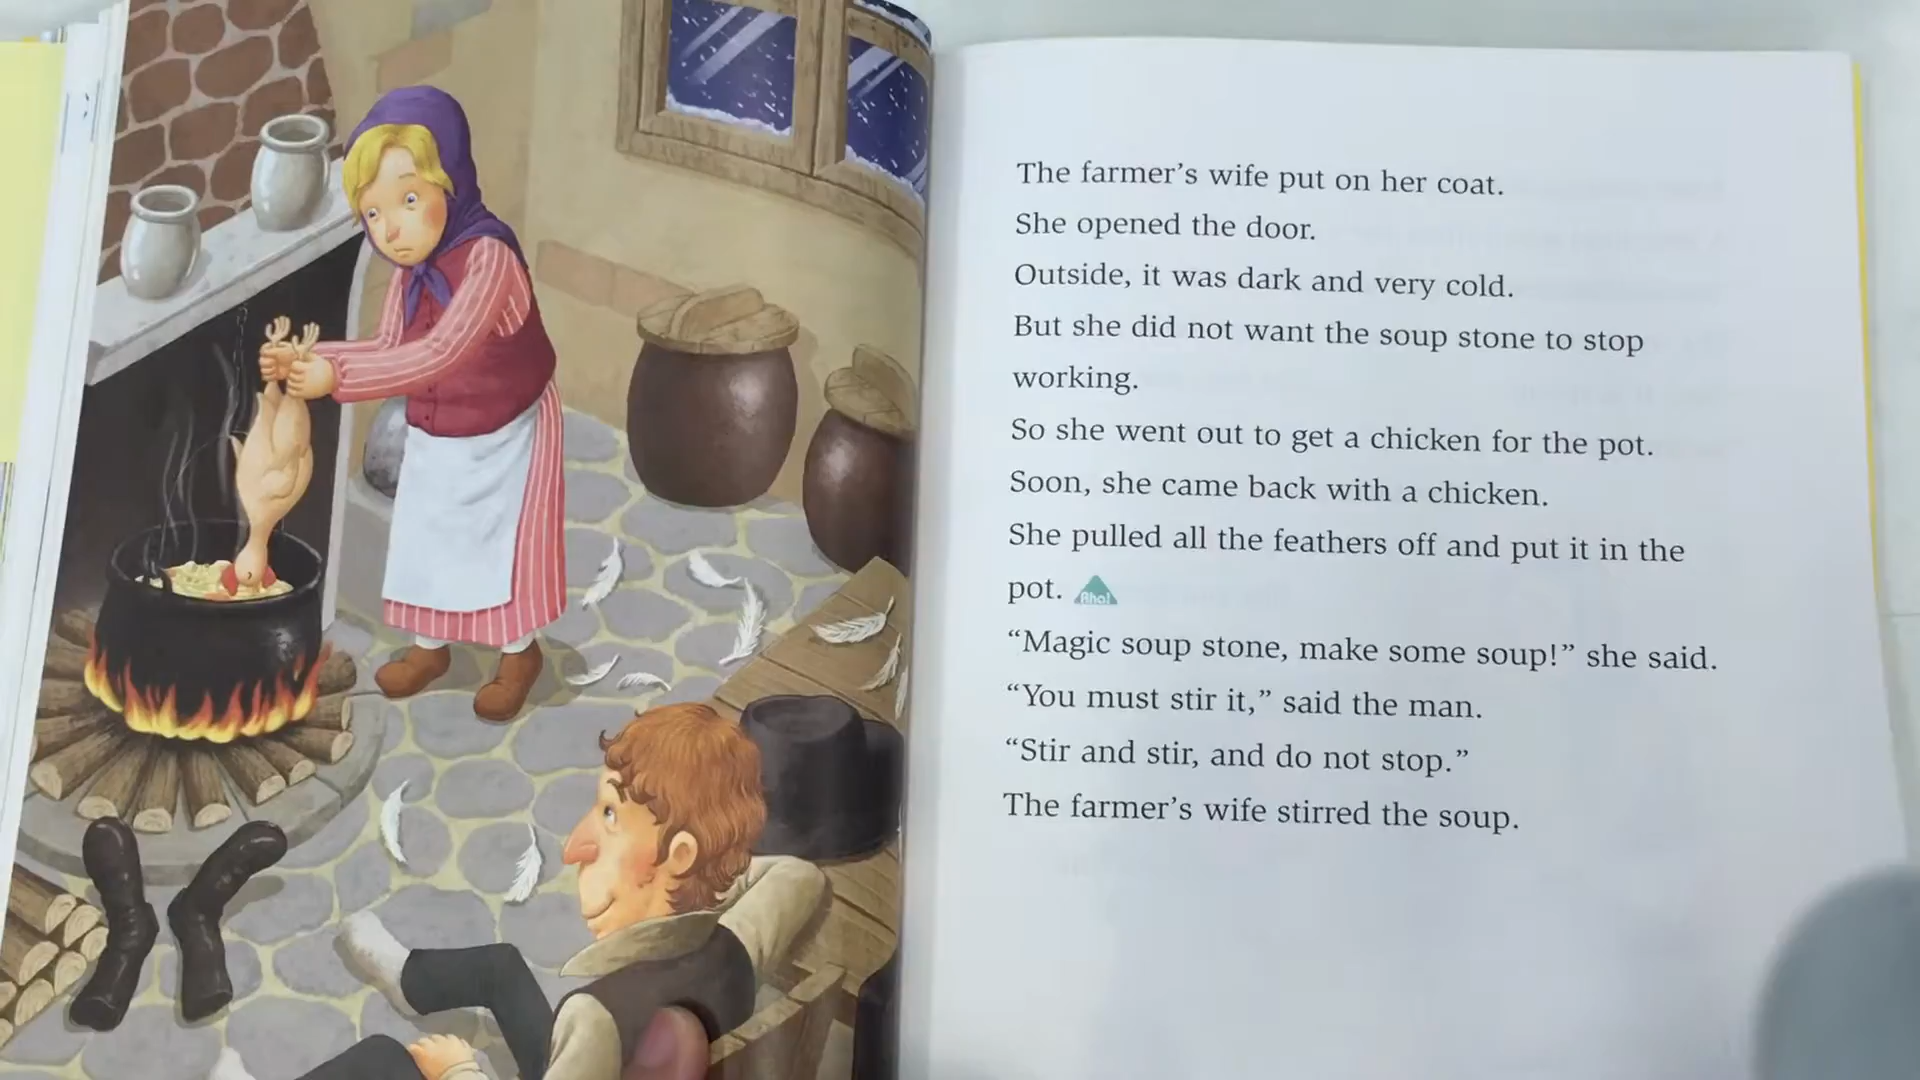 The farmer's wife put on her coat.
She opened the door.
Outside, it was dark and very cold.
But she did not want the soup stone to stop
working.
So she went out to get a chicken for the pot.
Soon, she came back with a chicken.
She pulled all the feathers off and put it in the
pot. Aha!
“Magic soup stone, make some soup!” she said.
“You must stir it,” said the man.
“Stir and stir, and do not stop.”
The farmer's wife stirred the soup.